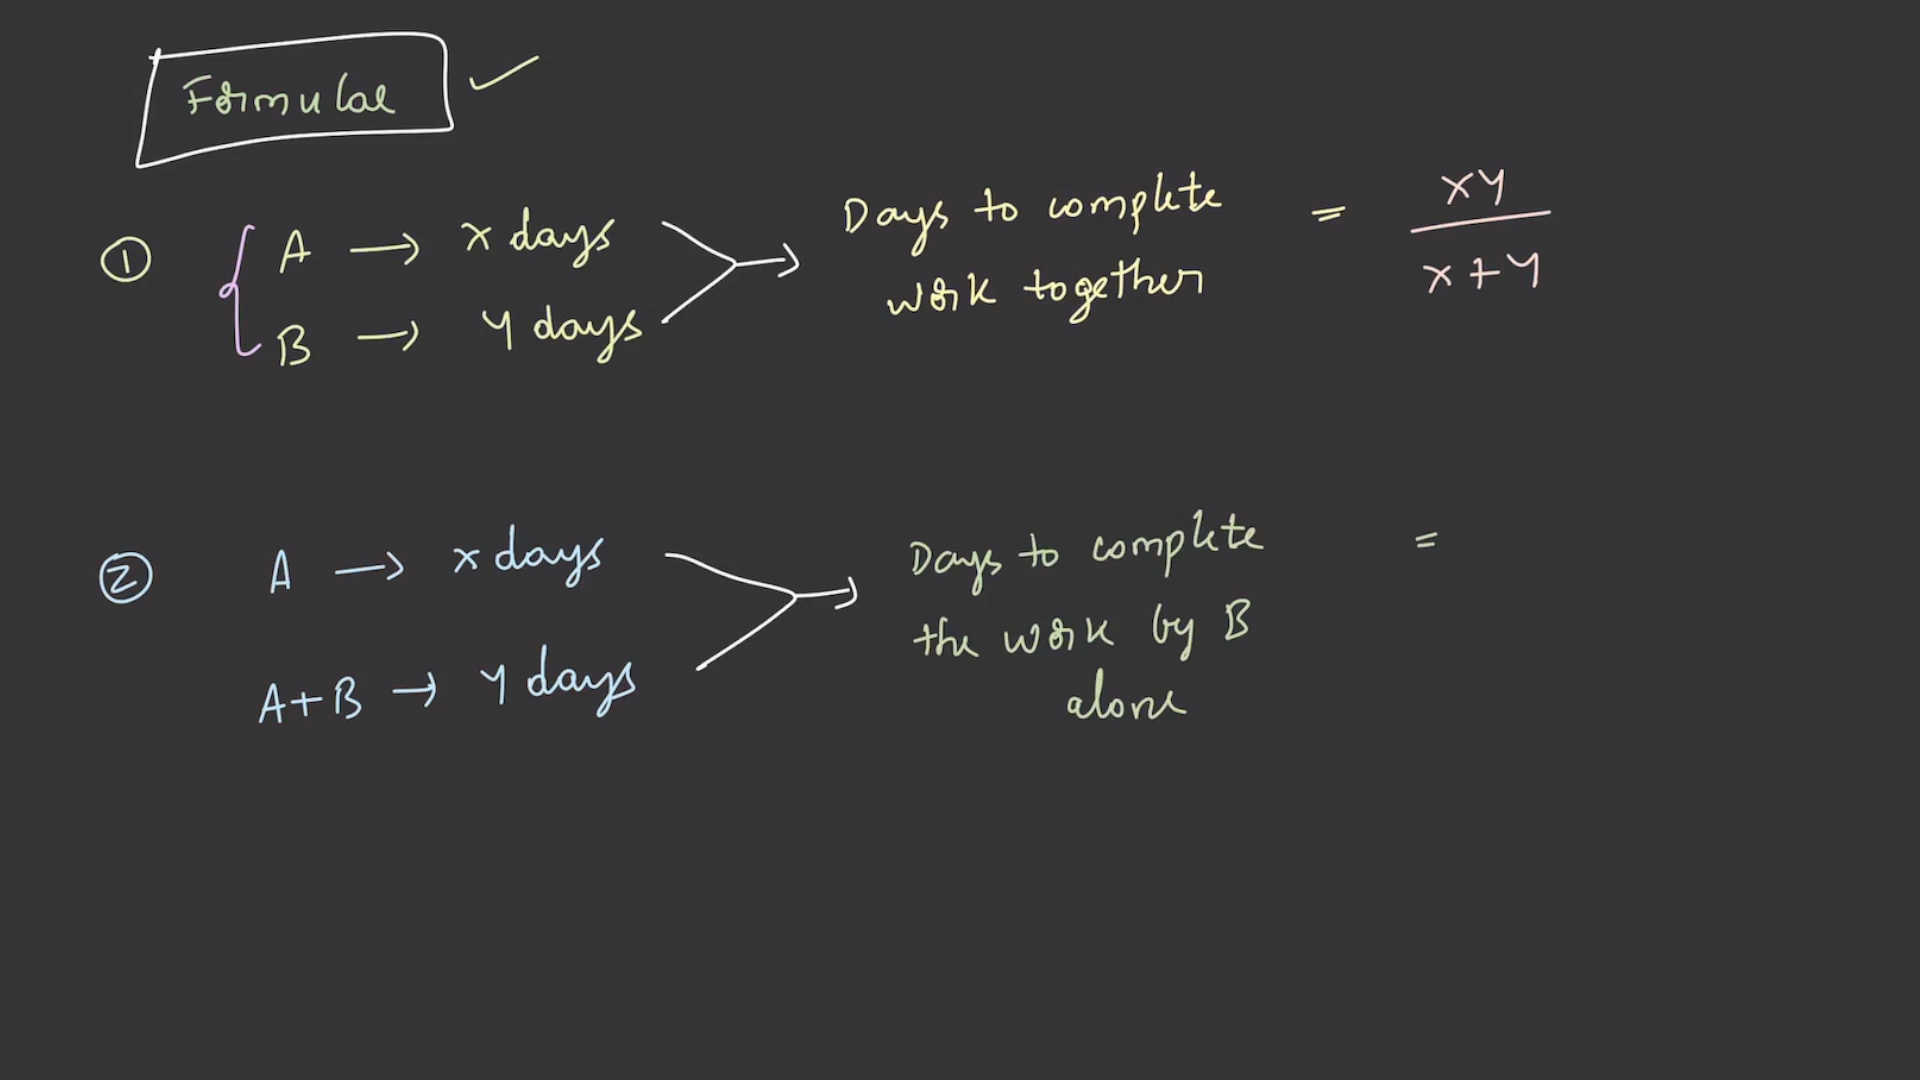 Formulae
① A → x days
B → y days
Days to complete
work together
= xy
x+y
② A → x days
A+B → y days
Days to complete =
the work by B
alone